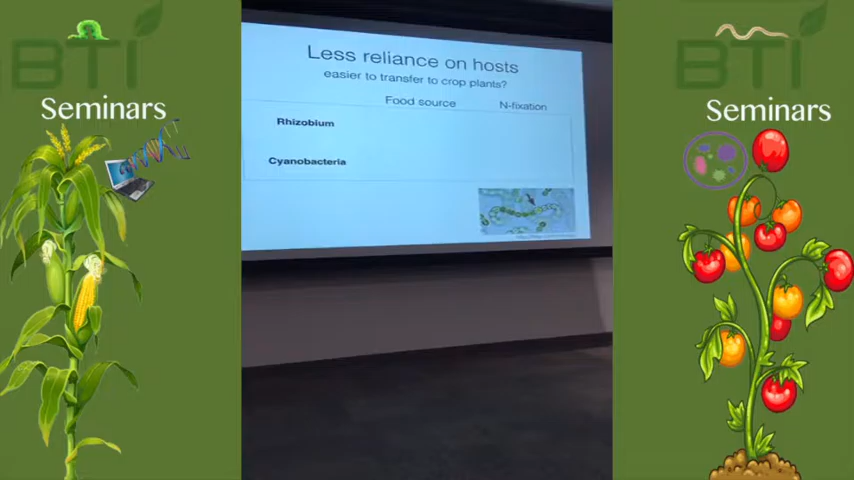 BTI
Seminars
Less reliance on hosts
easier to transfer to crop plants?
Food source N-fixation
Rhizobium
Cyanobacteria
BTI
Seminars